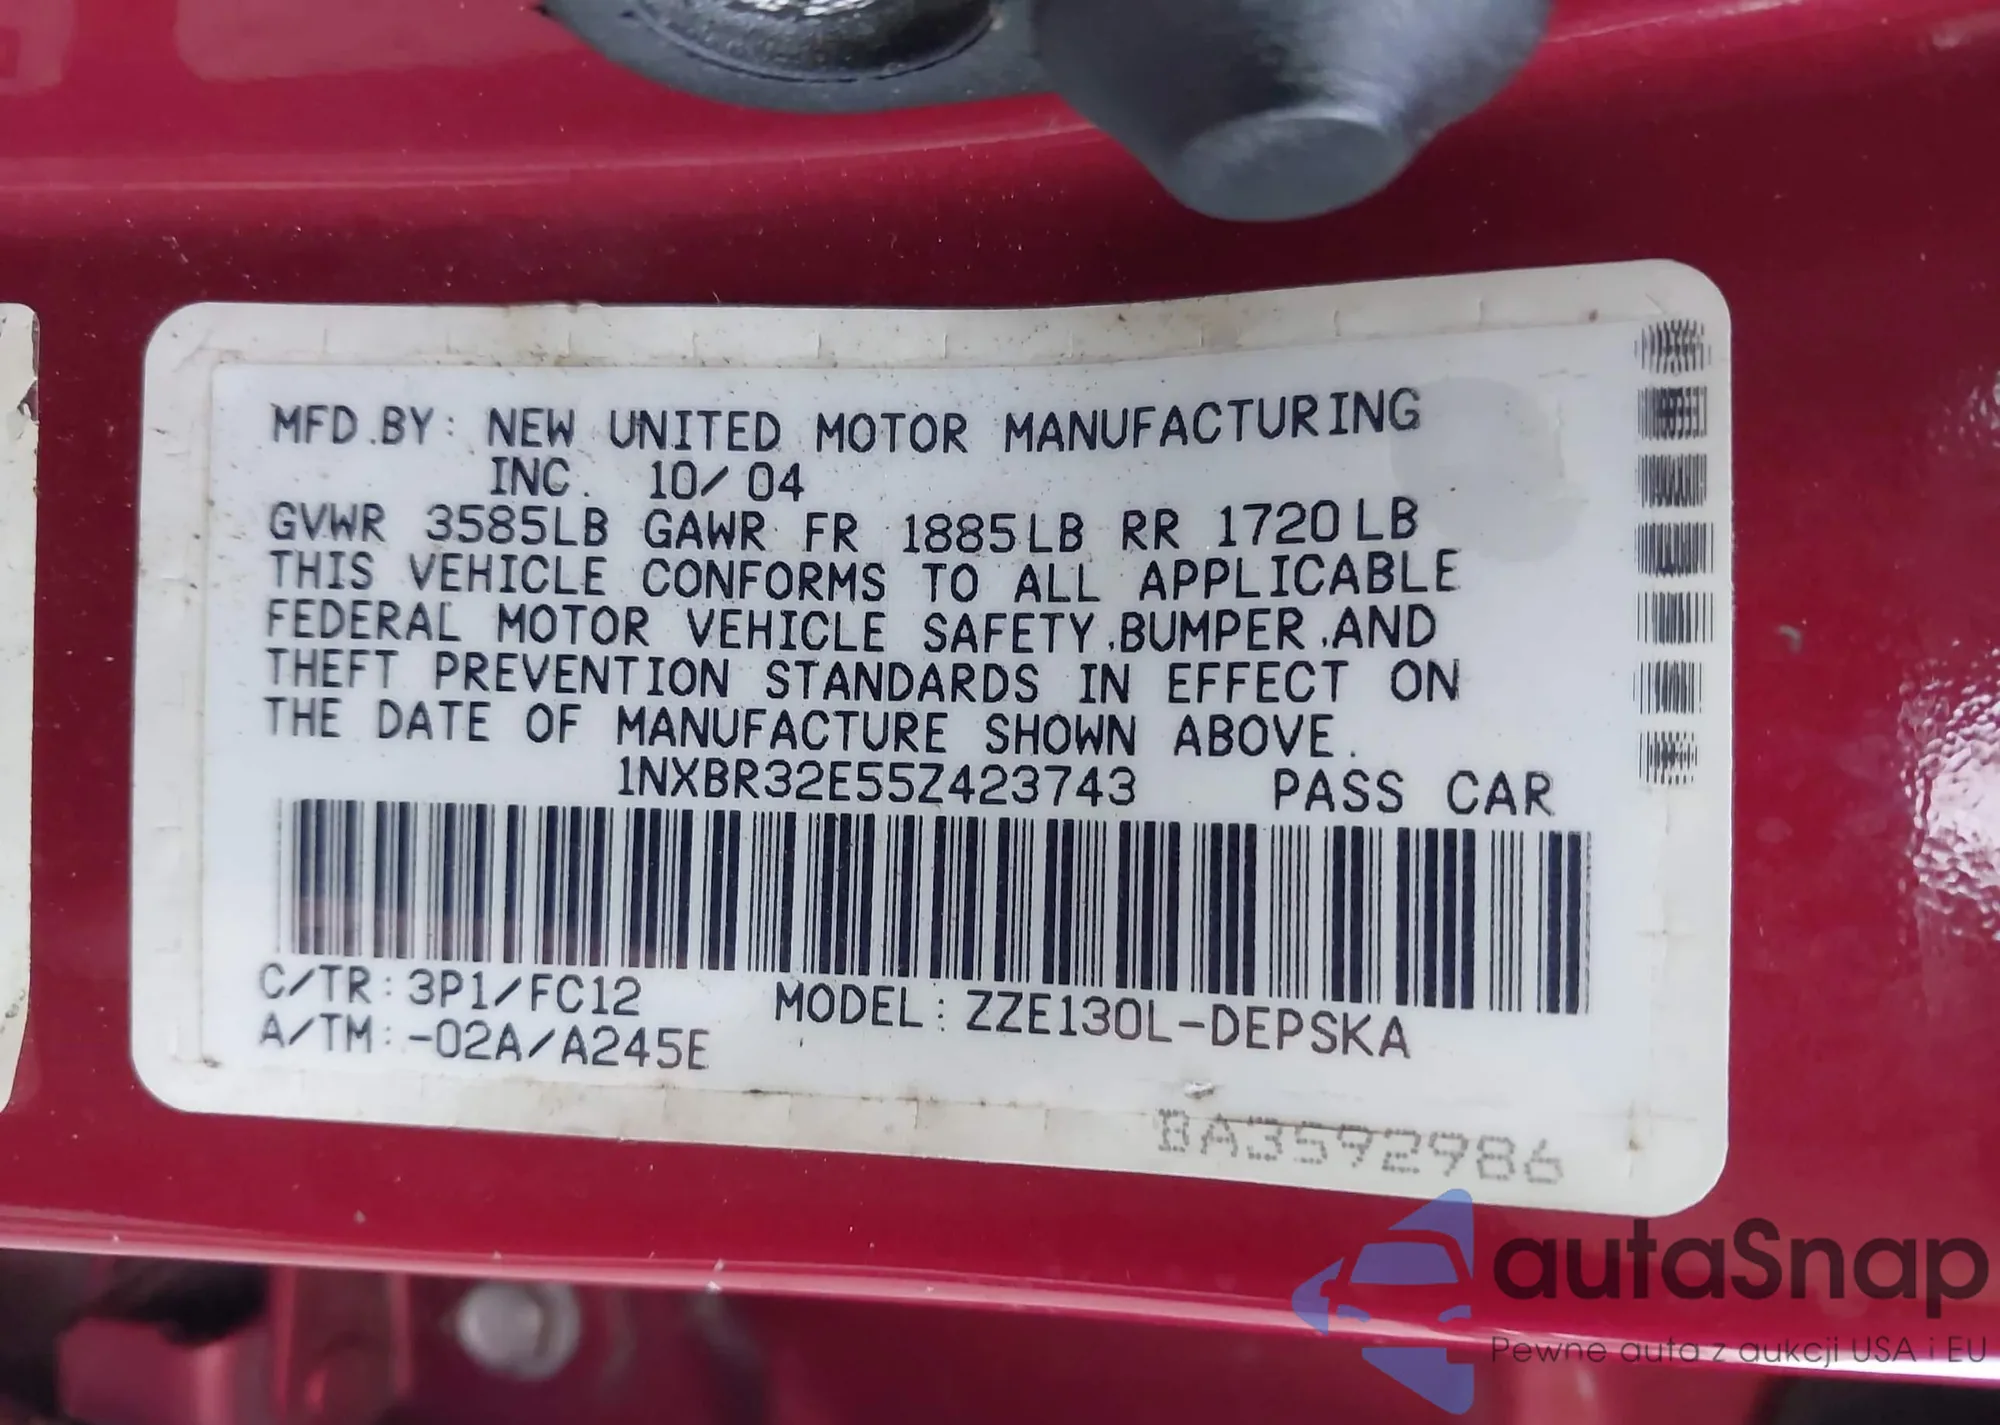 MFD.BY: NEW UNITED MOTOR MANUFACTURING
INC. 10/04
GVWR 3585LB GAWR FR 1885LB RR 1720LB
THIS VEHICLE CONFORMS TO ALL APPLICABLE
FEDERAL MOTOR VEHICLE SAFETY,BUMPER,AND
THEFT PREVENTION STANDARDS IN EFFECT ON
THE DATE OF MANUFACTURE SHOWN ABOVE.
1NXBR32E55Z423743 PASS CAR
C/TR: 3P1/FC12 MODEL: ZZE130L-DEPSKA
A/TM: -02A/A245E
BA3592986
autaSnap
Pewne auta z aukcji USA i EU